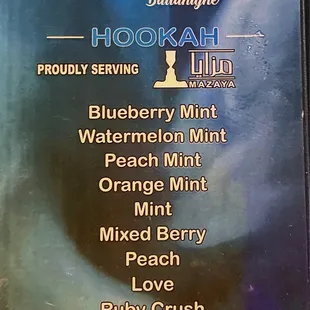 Ballantyne
HOOKAH
PROUDLY SERVING
مزايا
MAZAYA
Blueberry Mint
Watermelon Mint
Peach Mint
Orange Mint
Mint
Mixed Berry
Peach
Love
Ruby Crush